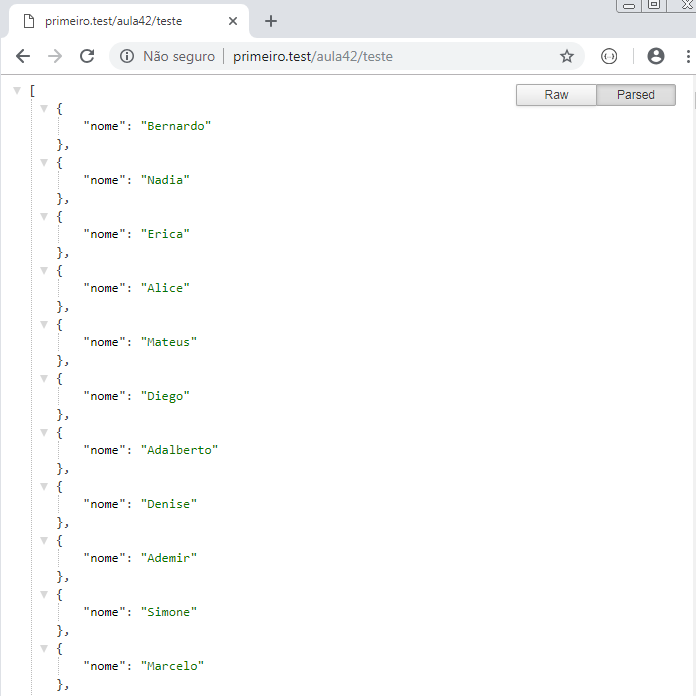 primeiro.test/aula42/teste
Não seguro
primeiro.test/aula42/teste
Raw
Parsed
[
{
"nome": "Bernardo"
},
{
"nome": "Nadia"
},
{
"nome": "Erica"
},
{
"nome": "Alice"
},
{
"nome": "Mateus"
},
{
"nome": "Diego"
},
{
"nome": "Adalberto"
},
{
"nome": "Denise"
},
{
"nome": "Ademir"
},
{
"nome": "Simone"
},
{
"nome": "Marcelo"
},